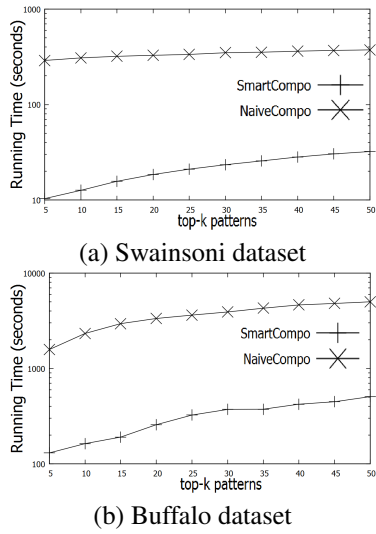 1000
100
10
Running Time (seconds)
SmartCompo
NaiveCompo
5 10 15 20 25 30 35 40 45 50
top-k patterns
(a) Swainsoni dataset
10000
1000
100
Running Time (seconds)
SmartCompo
NaiveCompo
5 10 15 20 25 30 35 40 45 50
top-k patterns
(b) Buffalo dataset